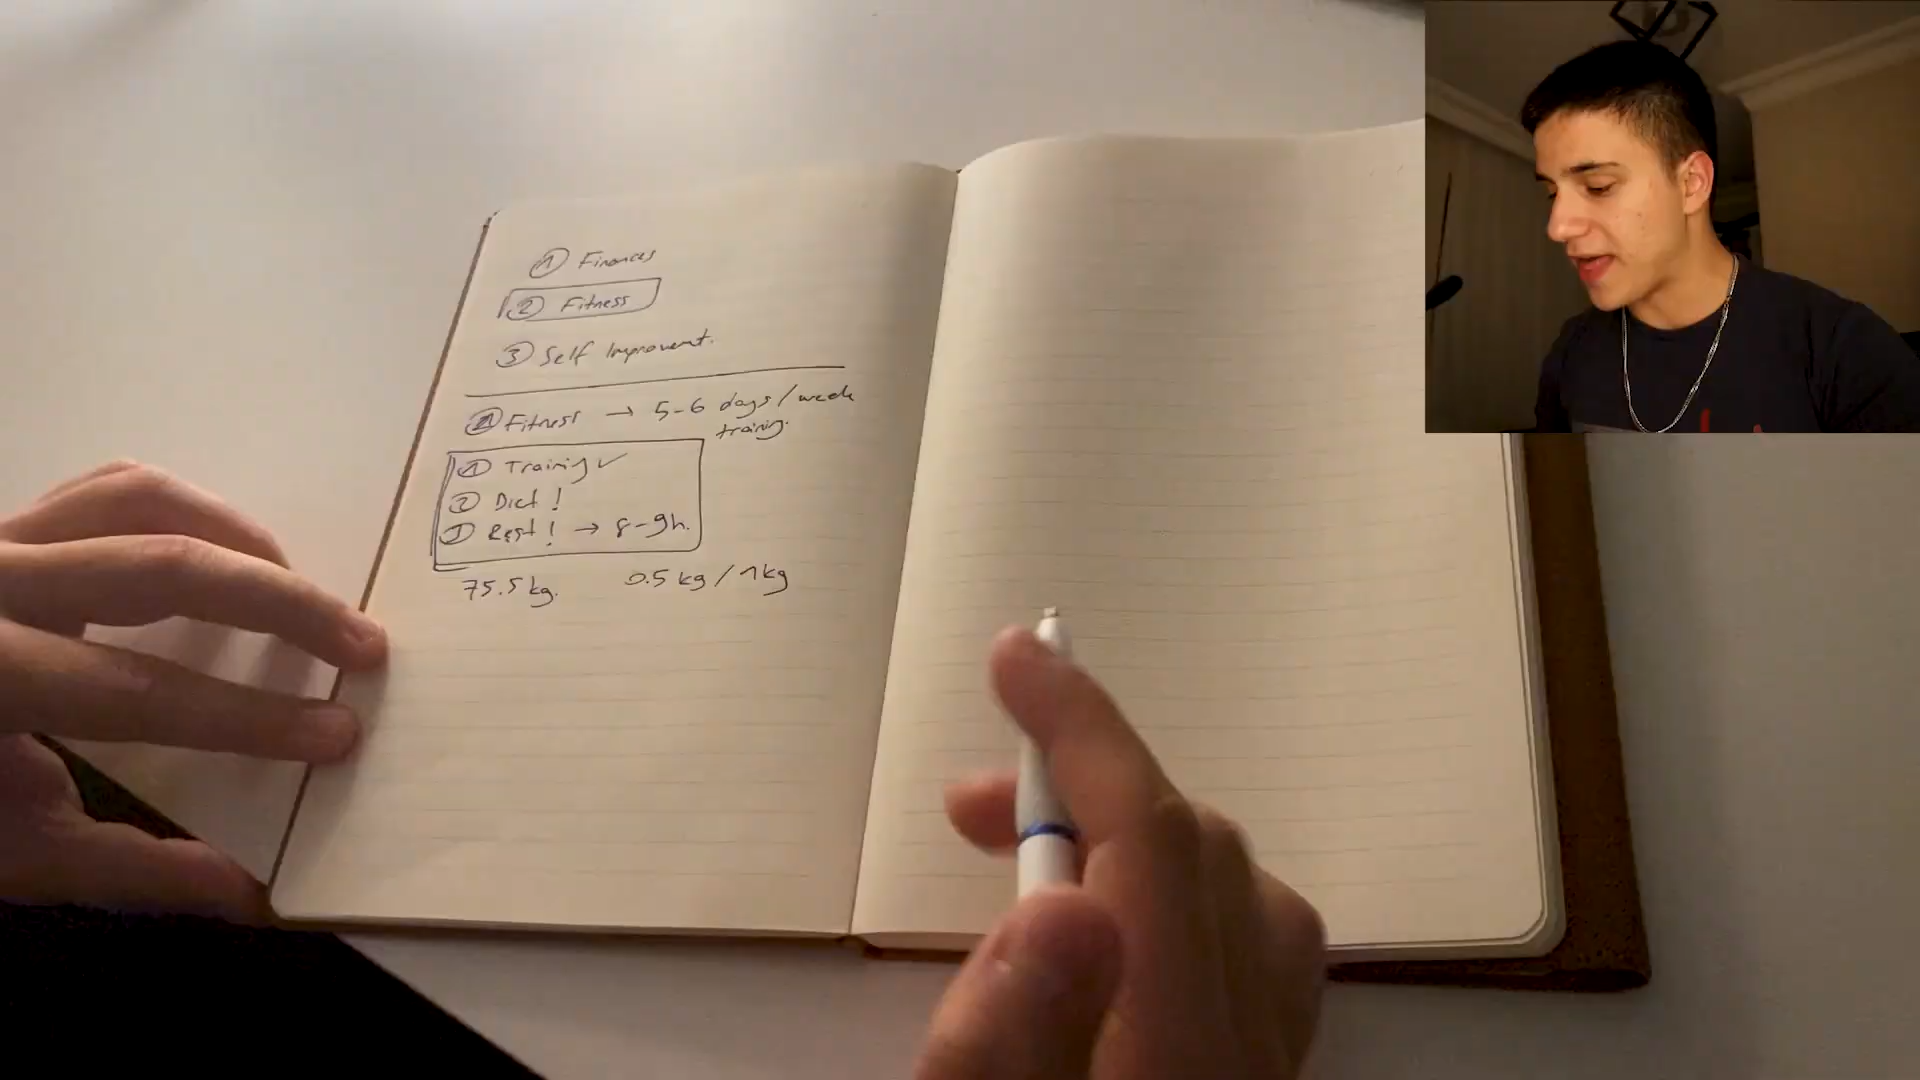 ① Finances
② Fitness
③ Self Improvement.
② Fitness → 5-6 days/week
training.
① Training ✓
② Diet !
③ Rest ! → 8-9h.
75.5 kg. 0.5 kg / 1kg